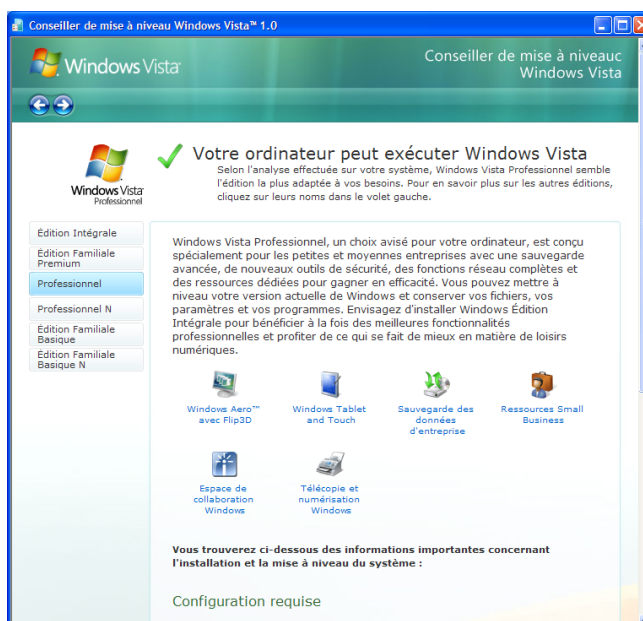 Conseiller de mise à niveau Windows Vista™ 1.0
Windows Vista™
Conseiller de mise à niveauc
Windows Vista
Windows Vista™
Professionnel
Votre ordinateur peut exécuter Windows Vista
Selon l'analyse effectuée sur votre système, Windows Vista Professionnel semble
l'édition la plus adaptée à vos besoins. Pour en savoir plus sur les autres éditions,
cliquez sur leurs noms dans le volet gauche.
Édition Intégrale
Édition Familiale
Premium
Professionnel
Professionnel N
Édition Familiale
Basique
Édition Familiale
Basique N
Windows Vista Professionnel, un choix avisé pour votre ordinateur, est conçu
spécialement pour les petites et moyennes entreprises avec une sauvegarde
avancée, de nouveaux outils de sécurité, des fonctions réseau complètes et
des ressources dédiées pour gagner en efficacité. Vous pouvez mettre à
niveau votre version actuelle de Windows et conserver vos fichiers, vos
paramètres et vos programmes. Envisagez d'installer Windows Édition
Intégrale pour bénéficier à la fois des meilleures fonctionnalités
professionnelles et profiter de ce qui se fait de mieux en matière de loisirs
numériques.
Windows Aero™
avec Flip3D
Windows Tablet
and Touch
Sauvegarde des
données
d'entreprise
Ressources Small
Business
Espace de
collaboration
Windows
Télécopie et
numérisation
Windows
Vous trouverez ci-dessous des informations importantes concernant
l'installation et la mise à niveau du système :
Configuration requise